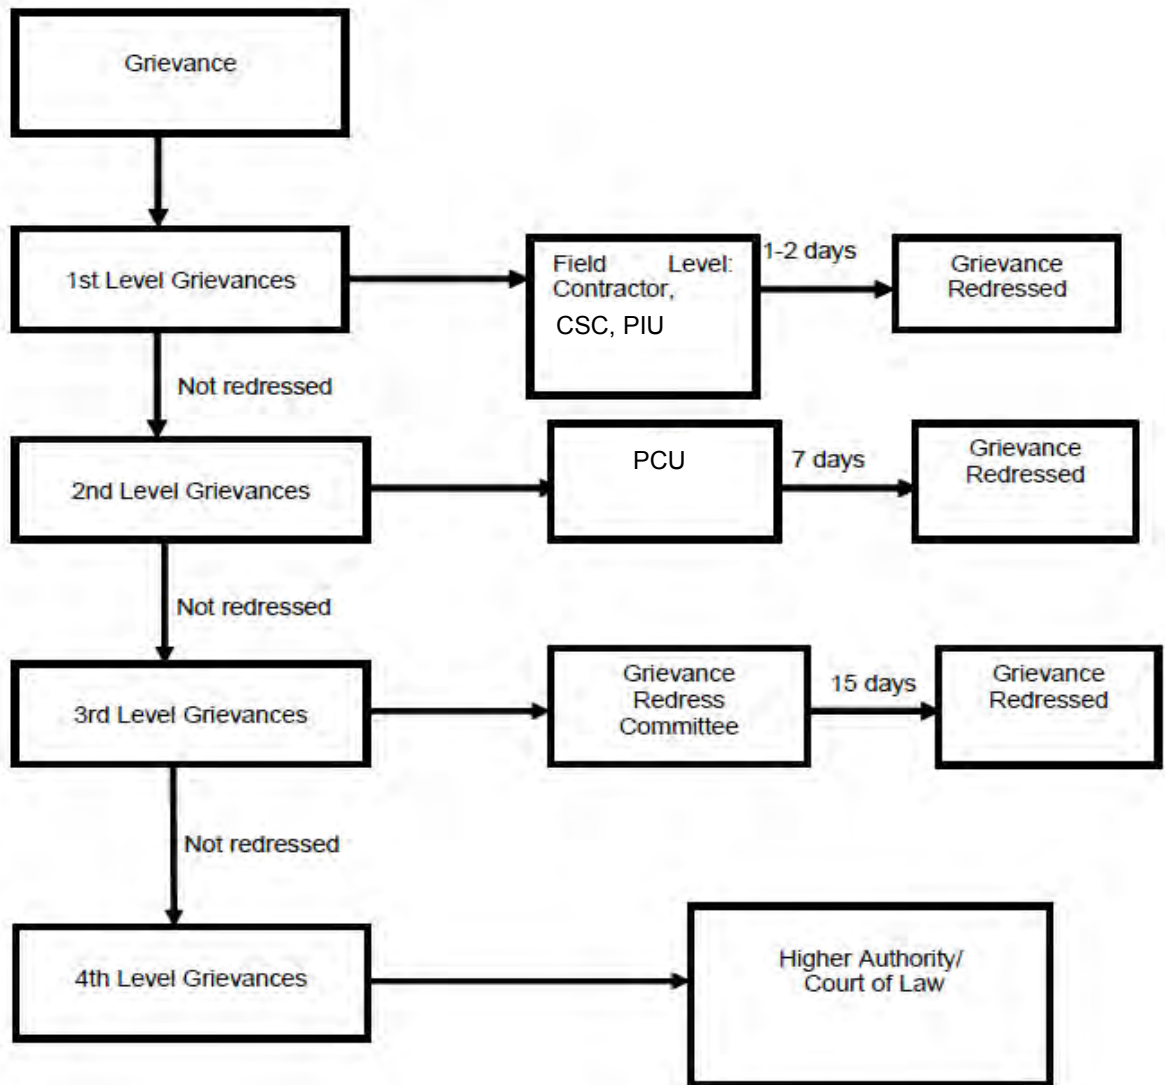 Grievance
1st Level Grievances
Field Level:
Contractor,
CSC, PIU
1-2 days
Grievance
Redressed
Not redressed
2nd Level Grievances
PCU
7 days
Grievance
Redressed
Not redressed
3rd Level Grievances
Grievance
Redress
Committee
15 days
Grievance
Redressed
Not redressed
4th Level Grievances
Higher Authority/
Court of Law